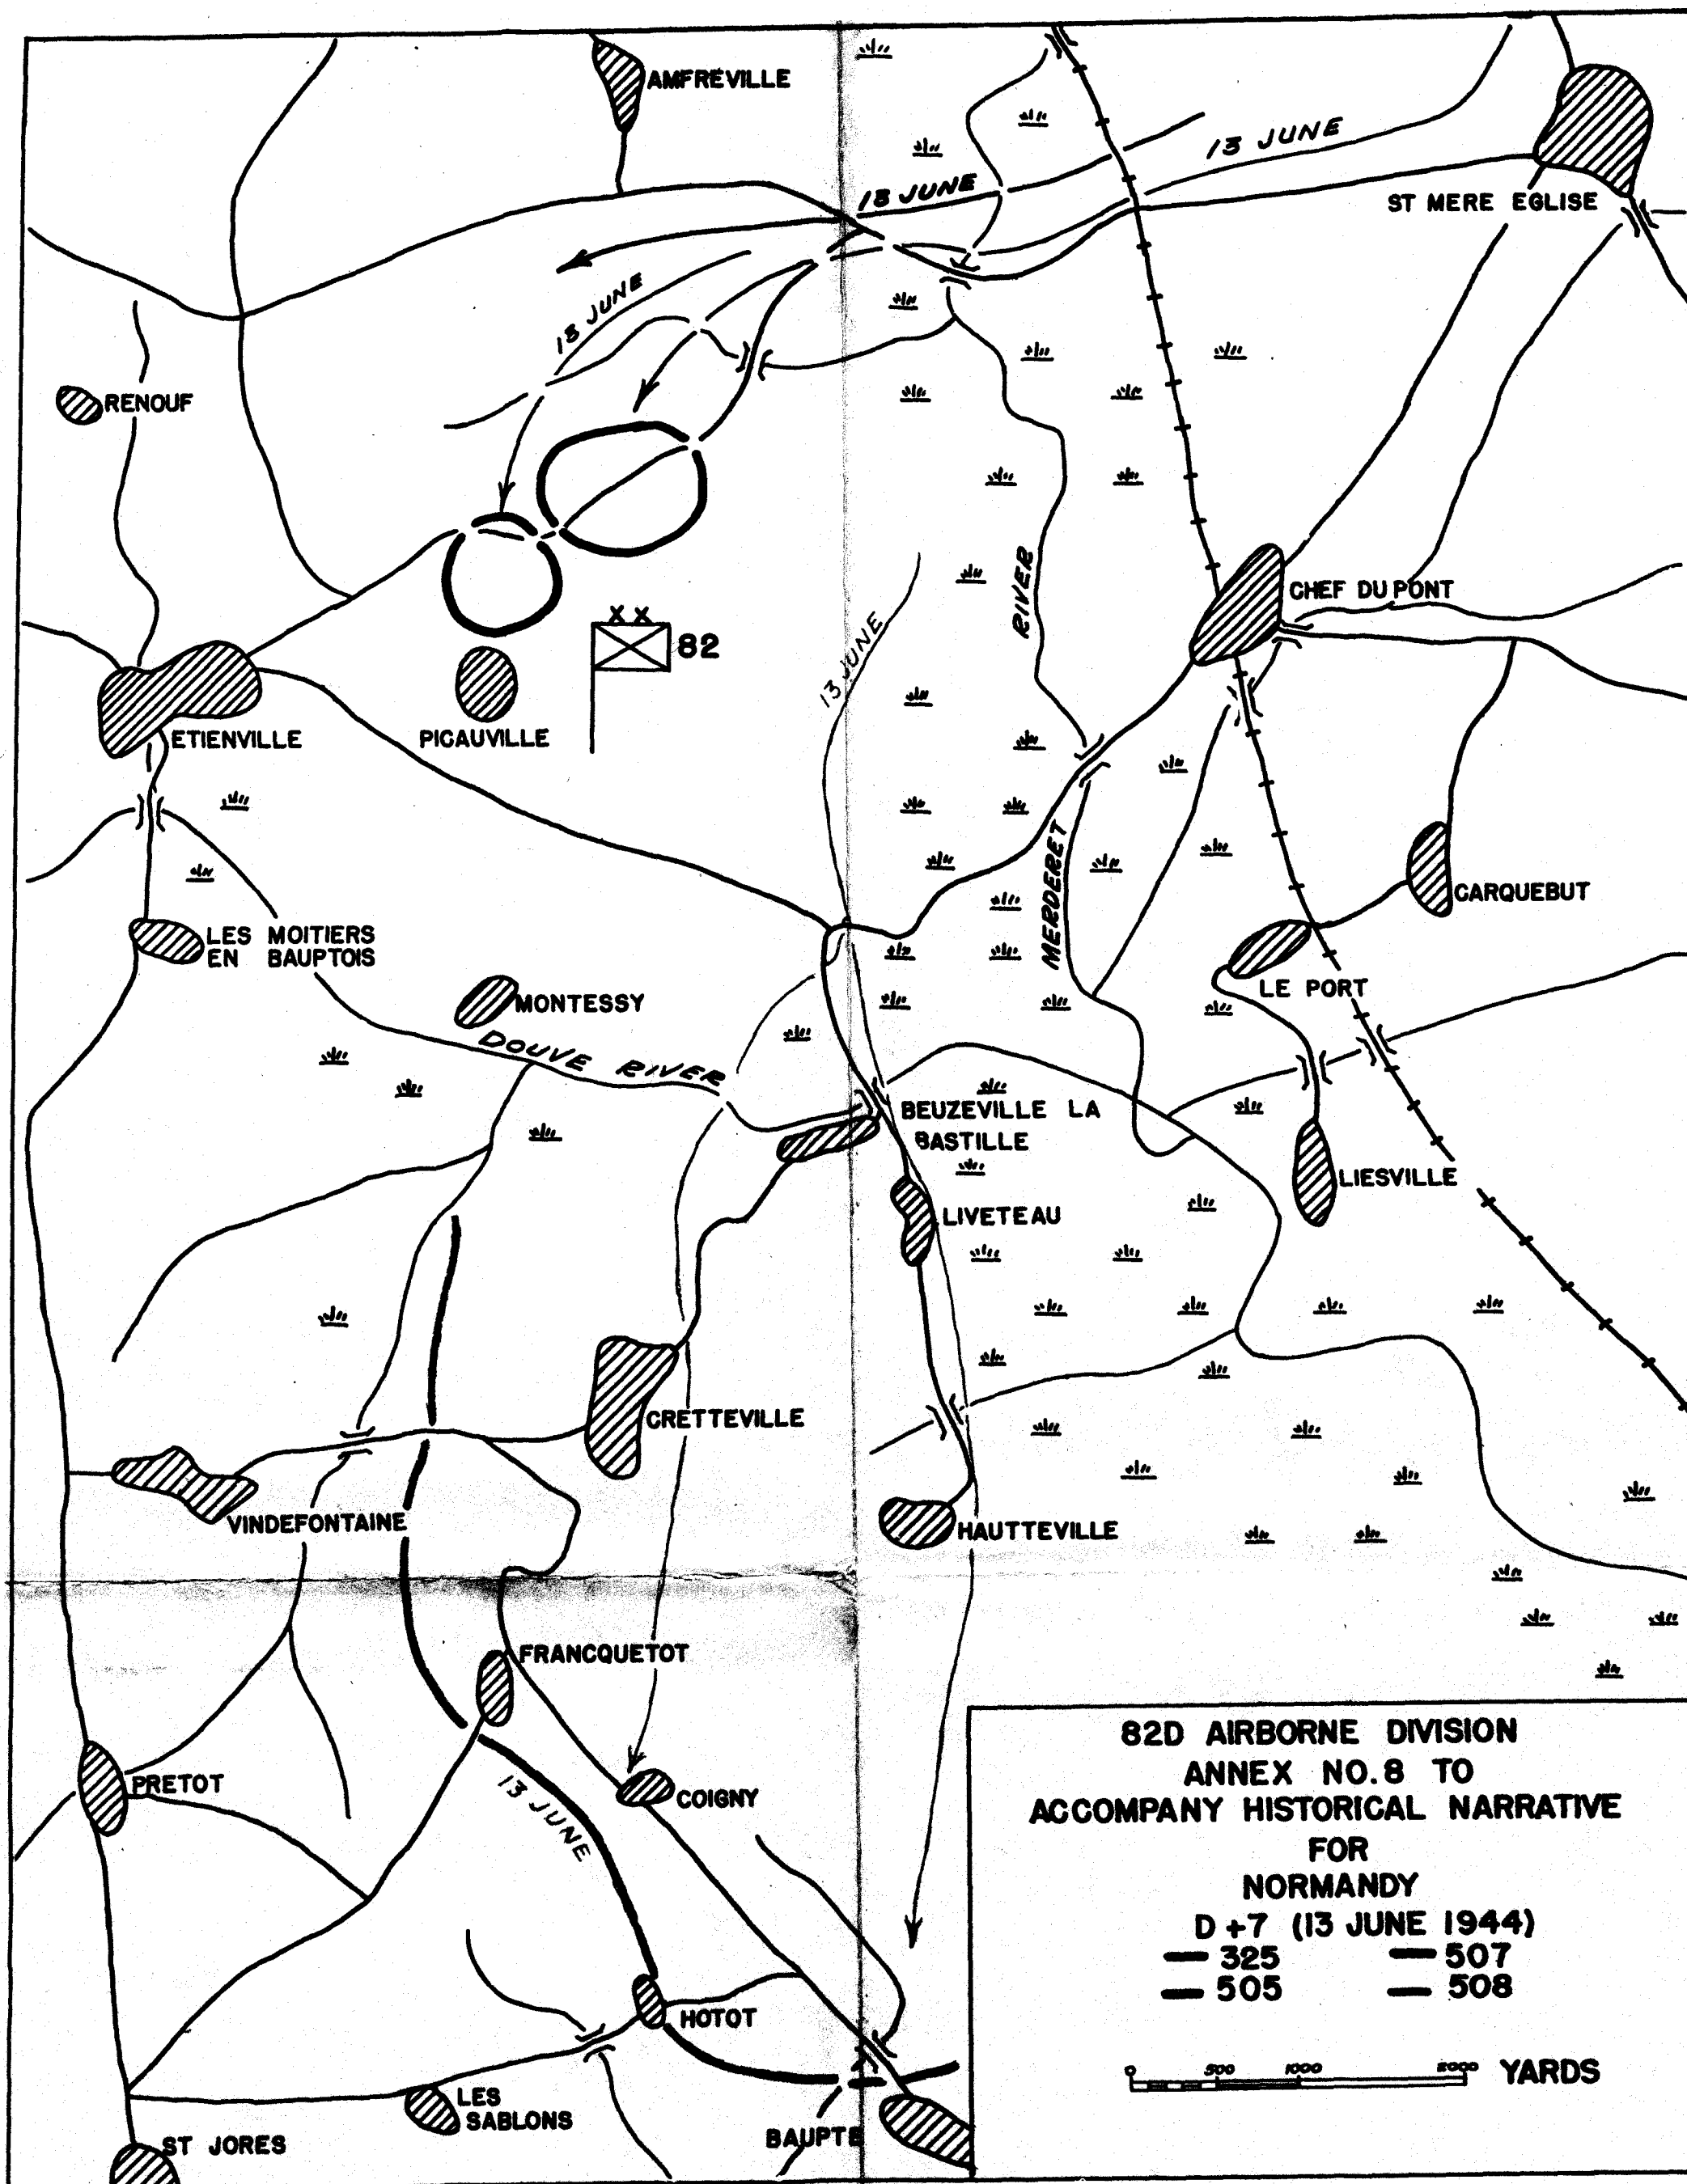 AMFREVILLE
13 JUNE
13 JUNE
ST MERE EGLISE
13 JUNE
RENOUF
RIVER
CHEF DU PONT
13 JUNE
XX
82
ETIENVILLE
PICAUVILLE
MERDERET
CARQUEBUT
LES MOITIERS
EN BAUPTOIS
MONTESSY
LE PORT
DOUVE RIVER
BEUZEVILLE LA
BASTILLE
LIESVILLE
LIVETEAU
CRETTEVILLE
VINDEFONTAINE
HAUTTEVILLE
FRANCQUETOT
PRETOT
13 JUNE
COIGNY
HOTOT
LES
SABLONS
BAUPTE
ST JORES
82D AIRBORNE DIVISION
ANNEX NO.8 TO
ACCOMPANY HISTORICAL NARRATIVE
FOR
NORMANDY
D+7 (13 JUNE 1944)
325 507
505 508
0 500 1000 2000 YARDS